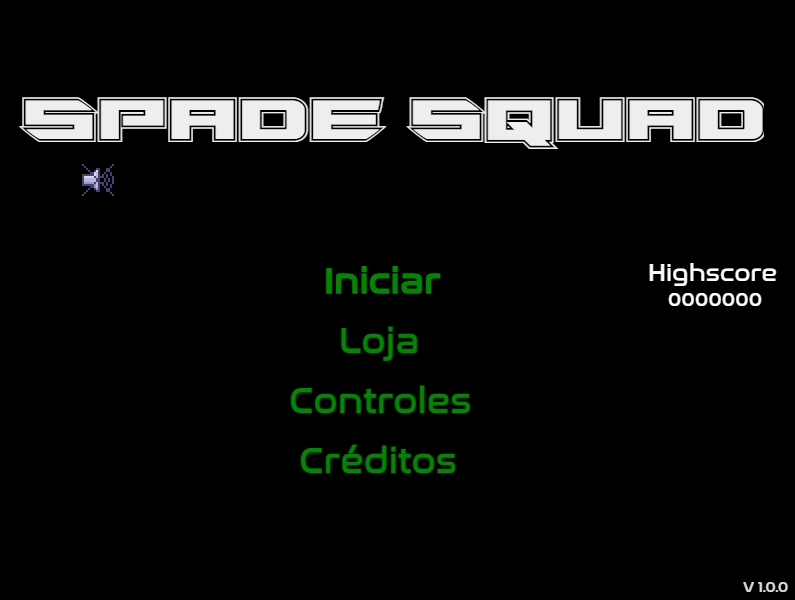 SPADE SQUAD
Iniciar
Loja
Controles
Créditos
Highscore
0000000
V 1.0.0